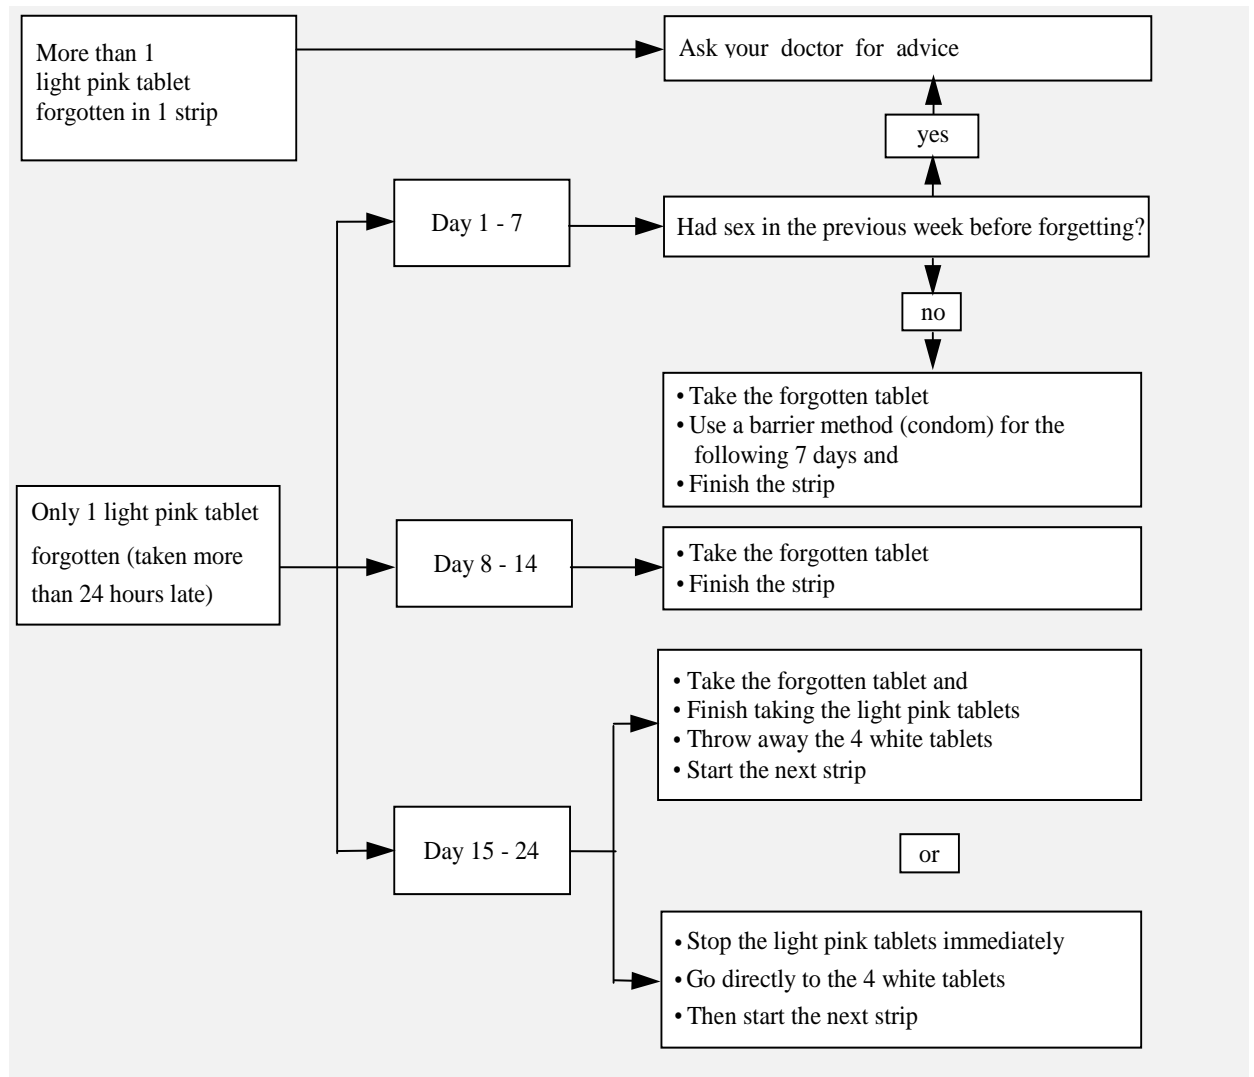 More than 1
light pink tablet
forgotten in 1 strip
Ask your doctor for advice
yes
Day 1 - 7
Had sex in the previous week before forgetting?
no
• Take the forgotten tablet
• Use a barrier method (condom) for the
following 7 days and
• Finish the strip
Only 1 light pink tablet
forgotten (taken more
than 24 hours late)
Day 8 - 14
• Take the forgotten tablet
• Finish the strip
• Take the forgotten tablet and
• Finish taking the light pink tablets
• Throw away the 4 white tablets
• Start the next strip
Day 15 - 24
or
• Stop the light pink tablets immediately
• Go directly to the 4 white tablets
• Then start the next strip